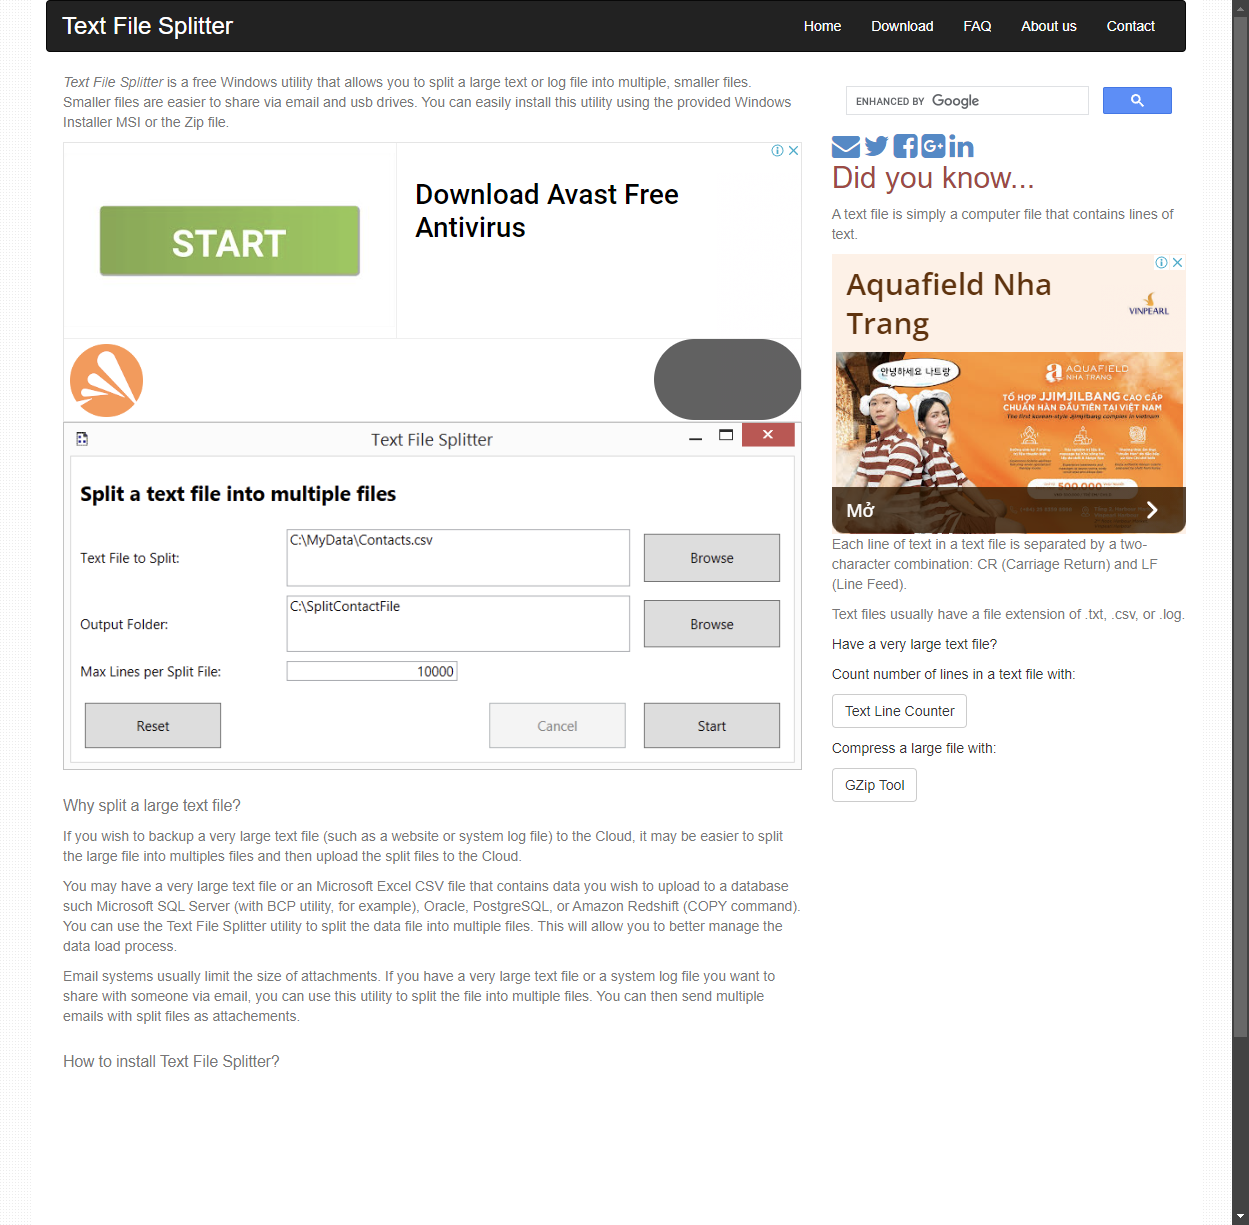 Text File Splitter
Home
Download
FAQ
About us
Contact
Text File Splitter is a free Windows utility that allows you to split a large text or log file into multiple, smaller files.
Smaller files are easier to share via email and usb drives. You can easily install this utility using the provided Windows
Installer MSI or the Zip file.
START
Download Avast Free
Antivirus
Text File Splitter
Split a text file into multiple files
Text File to Split:
C:\MyData\Contacts.csv
Browse
Output Folder:
C:\SplitContactFile
Browse
Max Lines per Split File:
10000
Reset
Cancel
Start
Why split a large text file?
If you wish to backup a very large text file (such as a website or system log file) to the Cloud, it may be easier to split
the large file into multiples files and then upload the split files to the Cloud.
You may have a very large text file or an Microsoft Excel CSV file that contains data you wish to upload to a database
such Microsoft SQL Server (with BCP utility, for example), Oracle, PostgreSQL, or Amazon Redshift (COPY command).
You can use the Text File Splitter utility to split the data file into multiple files. This will allow you to better manage the
data load process.
Email systems usually limit the size of attachments. If you have a very large text file or a system log file you want to
share with someone via email, you can use this utility to split the file into multiple files. You can then send multiple
emails with split files as attachements.
How to install Text File Splitter?
ENHANCED BY Google
Did you know...
A text file is simply a computer file that contains lines of
text.
Aquafield Nha
Trang
VINPEARL
안녕하세요 나트랑
AQUAFIELD
NHA TRANG
TỔ HỢP JJIMJILBANG CAO CẤP
CHUẨN HÀN ĐẦU TIÊN TẠI VIỆT NAM
The first korean-style jjimjilbang complex in vietnam
500.000
Mở
Each line of text in a text file is separated by a two-
character combination: CR (Carriage Return) and LF
(Line Feed).
Text files usually have a file extension of .txt, .csv, or .log.
Have a very large text file?
Count number of lines in a text file with:
Text Line Counter
Compress a large file with:
GZip Tool